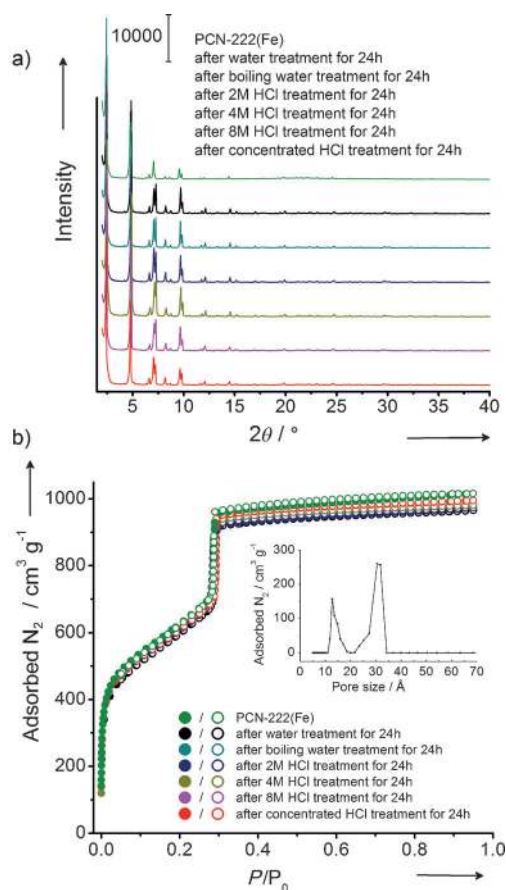 a)
10000
PCN-222(Fe)
after water treatment for 24h
after boiling water treatment for 24h
after 2M HCl treatment for 24h
after 4M HCl treatment for 24h
after 8M HCl treatment for 24h
after concentrated HCl treatment for 24h
Intensity
5 10 15 20 25 30 35 40
2θ / °
b)
Adsorbed N₂ / cm³ g⁻¹
1000
800
600
400
200
0
0.0 0.2 0.4 0.6 0.8 1.0
P/P₀
Adsorbed N₂ / cm³ g⁻¹
300
200
100
0
0 10 20 30 40 50 60 70
Pore size / Å
/ PCN-222(Fe)
/ after water treatment for 24h
/ after boiling water treatment for 24h
/ after 2M HCl treatment for 24h
/ after 4M HCl treatment for 24h
/ after 8M HCl treatment for 24h
/ after concentrated HCl treatment for 24h